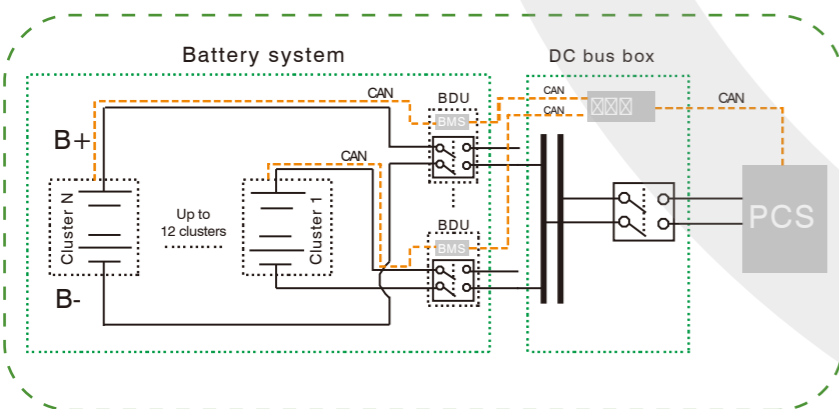 Battery system
DC bus box
CAN
BDU
CAN
CAN
BMS
CAN
B+
CAN
Cluster N
Up to
12 clusters
Cluster 1
BDU
BMS
PCS
B-